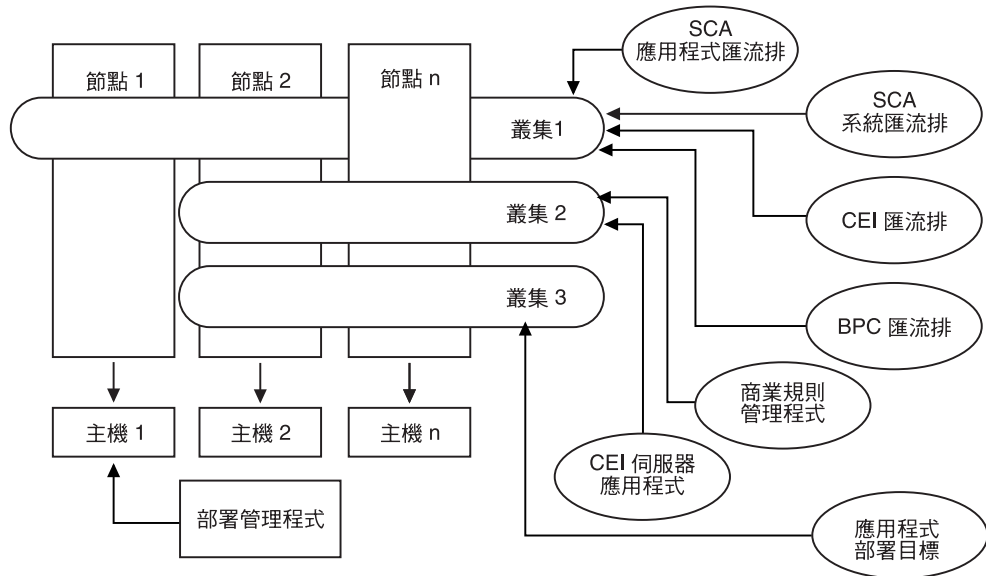 SCA
應用程式匯流排
節點 1
節點 2
節點 n
SCA
系統匯流排
叢集1
叢集 2
CEI 匯流排
叢集 3
BPC 匯流排
商業規則
管理程式
主機 1
主機 2
主機 n
CEI 伺服器
應用程式
部署管理程式
應用程式
部署目標